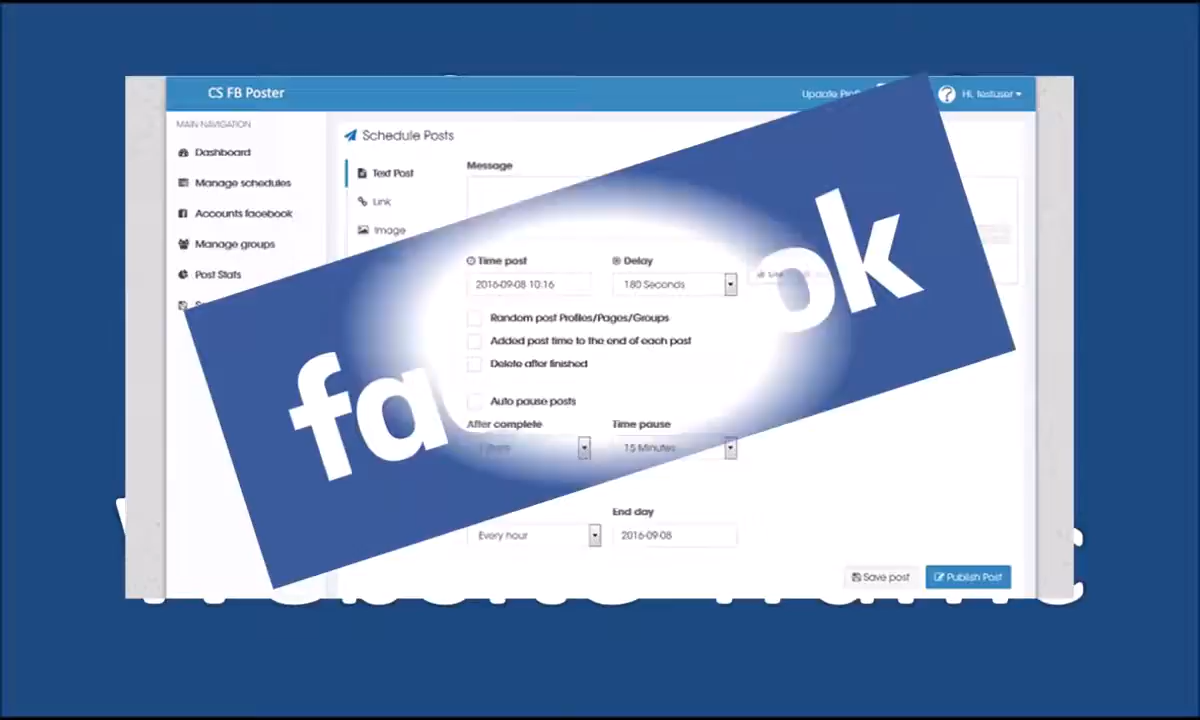 CS FB Poster
Hi, testuser
MAIN NAVIGATION
Schedule Posts
Dashboard
Message
Text Post
Manage schedules
Link
Accounts facebook
Image
Manage groups
Time post
Delay
Post Stats
2016-09-08 10:16
180 Seconds
Random post Profiles/Pages/Groups
Added post time to the end of each post
Delete after finished
Auto pause posts
After complete
Time pause
15 Minutes
fa
ok
End day
Every hour
2016-09-08
Save post
Publish Post